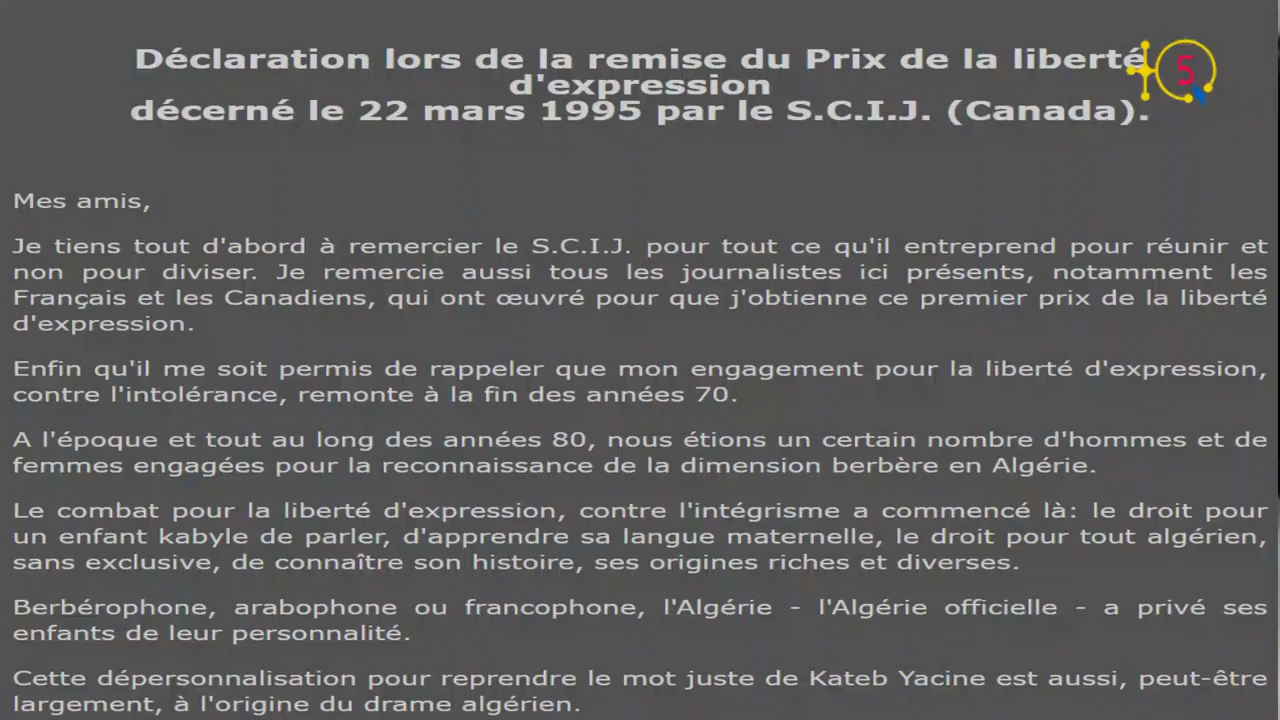 Déclaration lors de la remise du Prix de la liberté
d'expression
décerné le 22 mars 1995 par le S.C.I.J. (Canada).
5
Mes amis,
Je tiens tout d'abord à remercier le S.C.I.J. pour tout ce qu'il entreprend pour réunir et
non pour diviser. Je remercie aussi tous les journalistes ici présents, notamment les
Français et les Canadiens, qui ont œuvré pour que j'obtienne ce premier prix de la liberté
d'expression.
Enfin qu'il me soit permis de rappeler que mon engagement pour la liberté d'expression,
contre l'intolérance, remonte à la fin des années 70.
A l'époque et tout au long des années 80, nous étions un certain nombre d'hommes et de
femmes engagées pour la reconnaissance de la dimension berbère en Algérie.
Le combat pour la liberté d'expression, contre l'intégrisme a commencé là: le droit pour
un enfant kabyle de parler, d'apprendre sa langue maternelle, le droit pour tout algérien,
sans exclusive, de connaître son histoire, ses origines riches et diverses.
Berbérophone, arabophone ou francophone, l'Algérie - l'Algérie officielle - a privé ses
enfants de leur personnalité.
Cette dépersonnalisation pour reprendre le mot juste de Kateb Yacine est aussi, peut-être
largement, à l'origine du drame algérien.